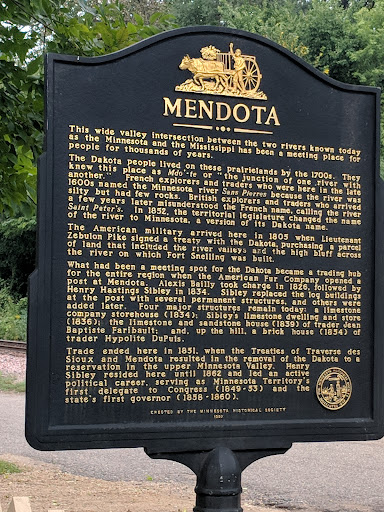 MENDOTA
This wide valley intersection between the two rivers known today
as the Minnesota and the Mississippi has been a meeting place for
people for thousands of years.
The Dakota people lived on these prairielands by the 1700s. They
knew this place as Mdo-te or "the junction of one river with
another." French explorers and traders who were here in the late
1600s named the Minnesota river Sans Pierres because the river was
silty but had few rocks. British explorers and traders who arrived
a few years later misunderstood the French name, calling the river
Saint Peter's. In 1852, the territorial legislature changed the name
of the river to Minnesota, a version of its Dakota name.
The American military arrived here in 1805 when Lieutenant
Zebulon Pike signed a treaty with the Dakota, purchasing a parcel
of land that included the river valleys and the high bluff across
the river on which Fort Snelling was built.
What had been a meeting spot for the Dakota became a trading hub
for the entire region when the American Fur Company opened a
post at Mendota. Alexis Bailly took charge in 1826, followed by
Henry Hastings Sibley in 1834. Sibley replaced the log buildings
at the post with several permanent structures, and others were
added later. Four major structures remain today: a limestone
company storehouse (1834); Sibley's limestone dwelling and store
(1836); the limestone and sandstone house (1839) of trader Jean
Baptiste Faribault; and, up the hill, a brick house (1854) of
trader Hypolite DuPuis.
Trade ended here in 1851, when the Treaties of Traverse des
Sioux and Mendota resulted in the removal of the Dakota to a
reservation in the upper Minnesota Valley. Henry
Sibley resided here until 1862 and led an active
political career, serving as Minnesota Territory's
first delegate to Congress (1849-53) and the
state's first governor (1858-1860).
ERECTED BY THE MINNESOTA HISTORICAL SOCIETY